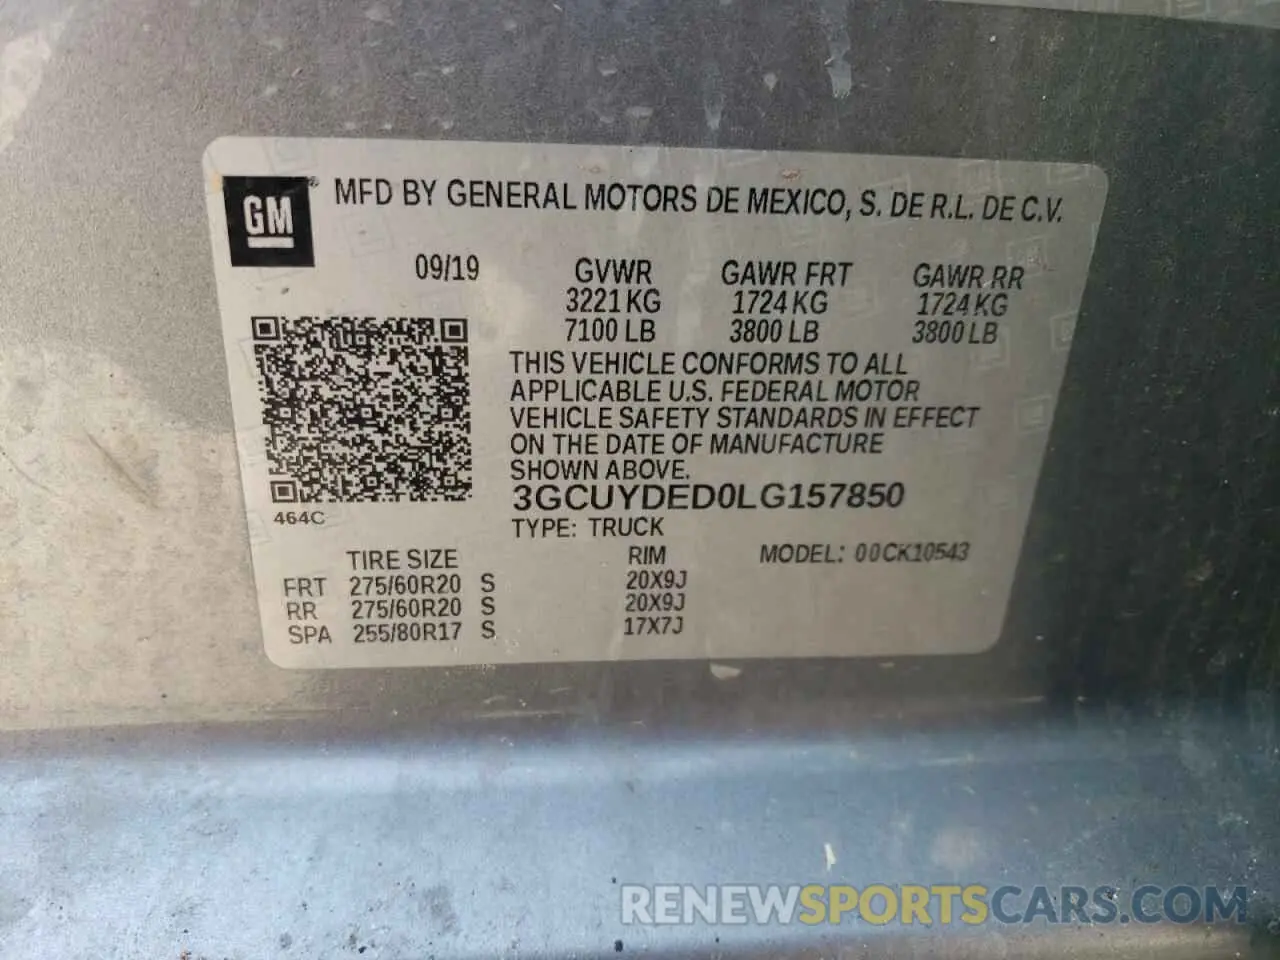 GM® MFD BY GENERAL MOTORS DE MEXICO, S. DE R.L. DE C.V.
09/19 GVWR GAWR FRT GAWR RR
3221 KG 1724 KG 1724 KG
7100 LB 3800 LB 3800 LB
THIS VEHICLE CONFORMS TO ALL
APPLICABLE U.S. FEDERAL MOTOR
VEHICLE SAFETY STANDARDS IN EFFECT
ON THE DATE OF MANUFACTURE
SHOWN ABOVE.
3GCUYDED0LG157850
464C
TYPE: TRUCK
TIRE SIZE RIM MODEL: 00CK10543
FRT 275/60R20 S 20X9J
RR 275/60R20 S 20X9J
SPA 255/80R17 S 17X7J
RENEWSPORTSCARS.COM